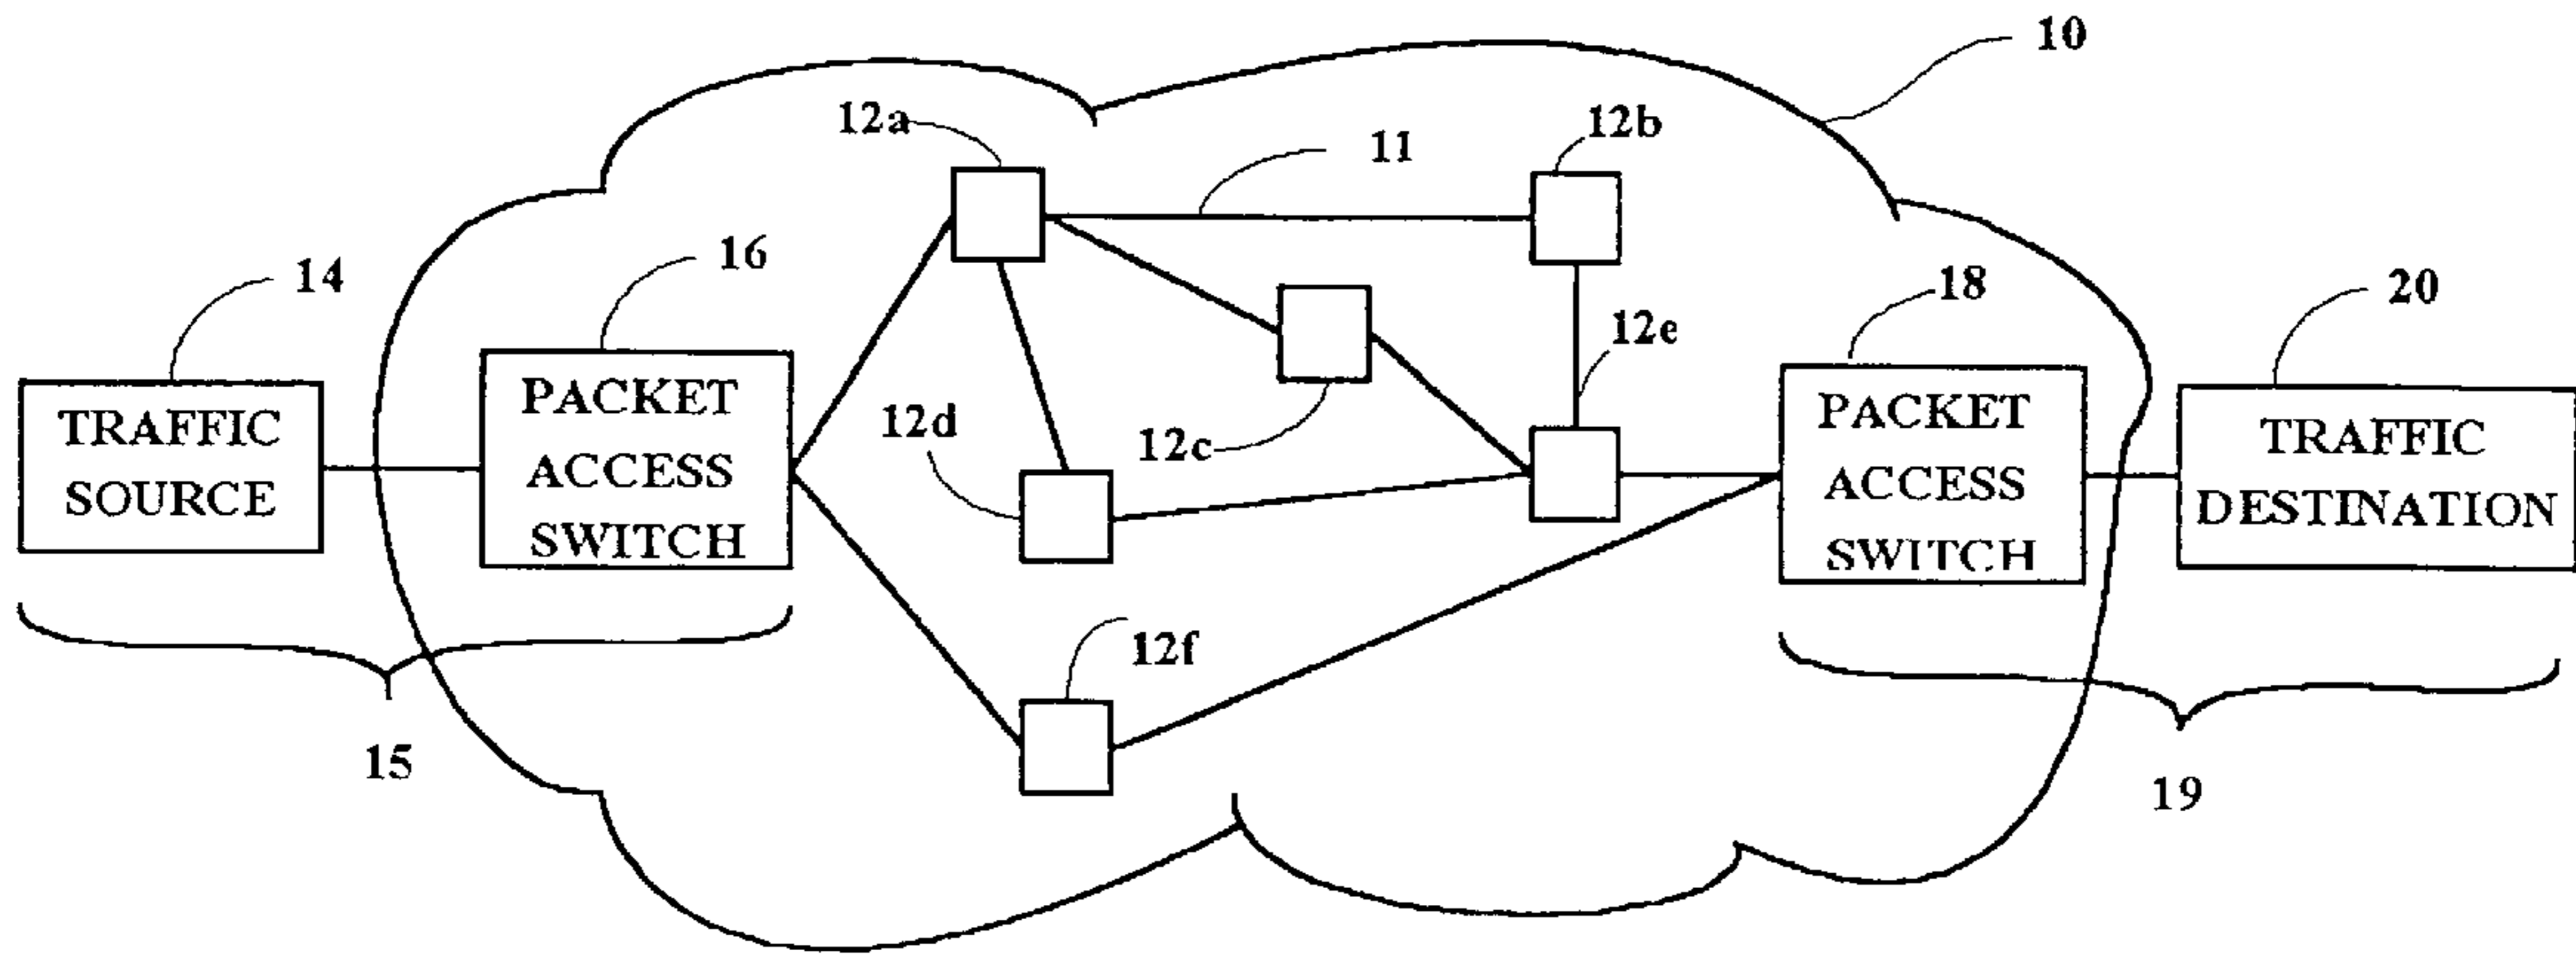 10
12a
11
12b
14
16
12e
18
20
TRAFFIC
SOURCE
PACKET
ACCESS
SWITCH
12d
12c
PACKET
ACCESS
SWITCH
TRAFFIC
DESTINATION
12f
15
19